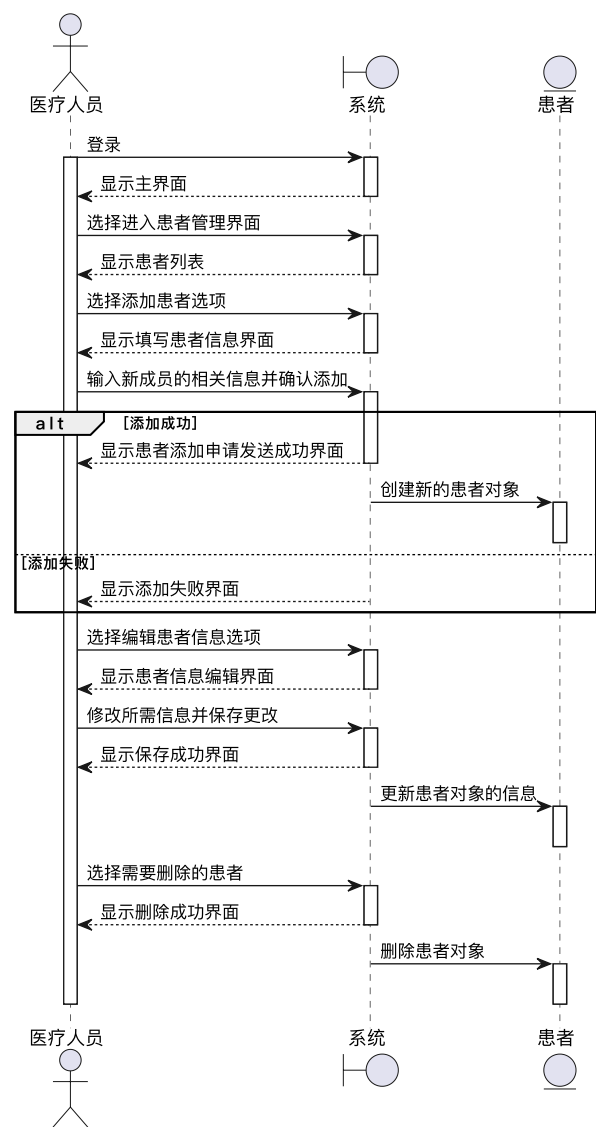 医疗人员
系统
患者
登录
显示主界面
选择进入患者管理界面
显示患者列表
选择添加患者选项
显示填写患者信息界面
输入新成员的相关信息并确认添加
alt [添加成功]
显示患者添加申请发送成功界面
创建新的患者对象
[添加失败]
显示添加失败界面
选择编辑患者信息选项
显示患者信息编辑界面
修改所需信息并保存更改
显示保存成功界面
更新患者对象的信息
选择需要删除的患者
显示删除成功界面
删除患者对象
医疗人员
系统
患者